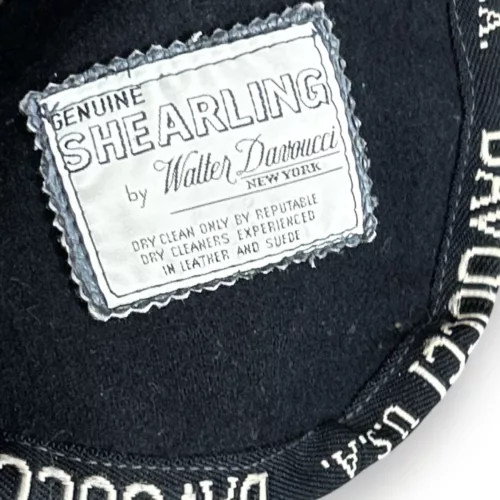 GENUINE
SHEARLING
by Walter Davoucci
NEW YORK
DRY CLEAN ONLY BY REPUTABLE
DRY CLEANERS EXPERIENCED
IN LEATHER AND SUEDE
.A.
DAVOUCCI U.S.A.
DAVOUCCI